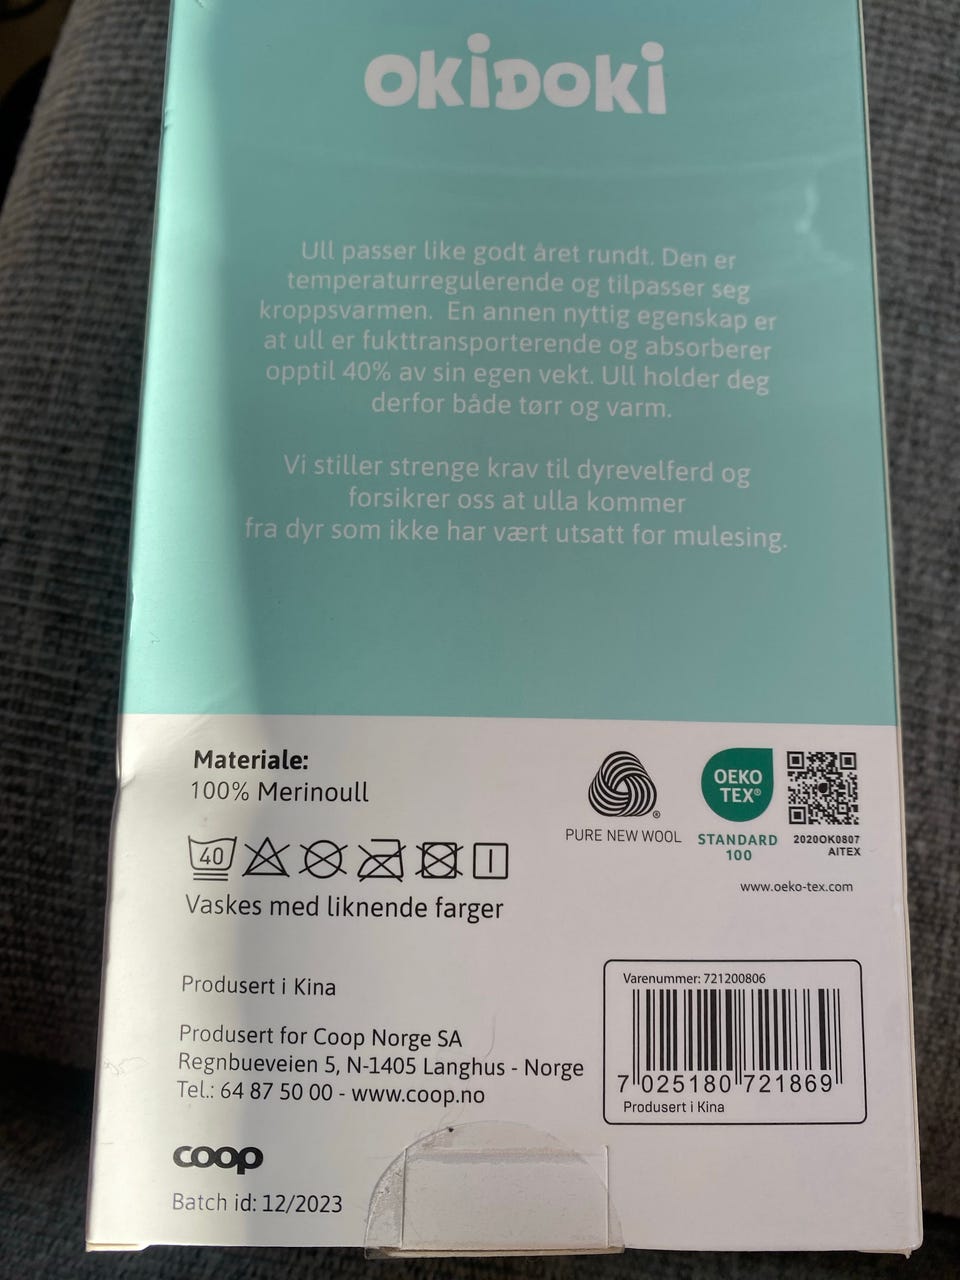 OKiDOKi
Ull passer like godt året rundt. Den er
temperaturregulerende og tilpasser seg
kroppsvarmen. En annen nyttig egenskap er
at ull er fukttransporterende og absorberer
opptil 40% av sin egen vekt. Ull holder deg
derfor både tørr og varm.
Vi stiller strenge krav til dyrevelferd og
forsikrer oss at ulla kommer
fra dyr som ikke har vært utsatt for mulesing.
Materiale:
100% Merinoull
40
Vaskes med liknende farger
®
PURE NEW WOOL
OEKO
TEX®
STANDARD
100
2020OK0807
AITEX
www.oeko-tex.com
Produsert i Kina
Produsert for Coop Norge SA
Regnbueveien 5, N-1405 Langhus - Norge
Tel.: 64 87 50 00 - www.coop.no
Varenummer: 721200806
7 025180 721869
Produsert i Kina
coop
Batch id: 12/2023